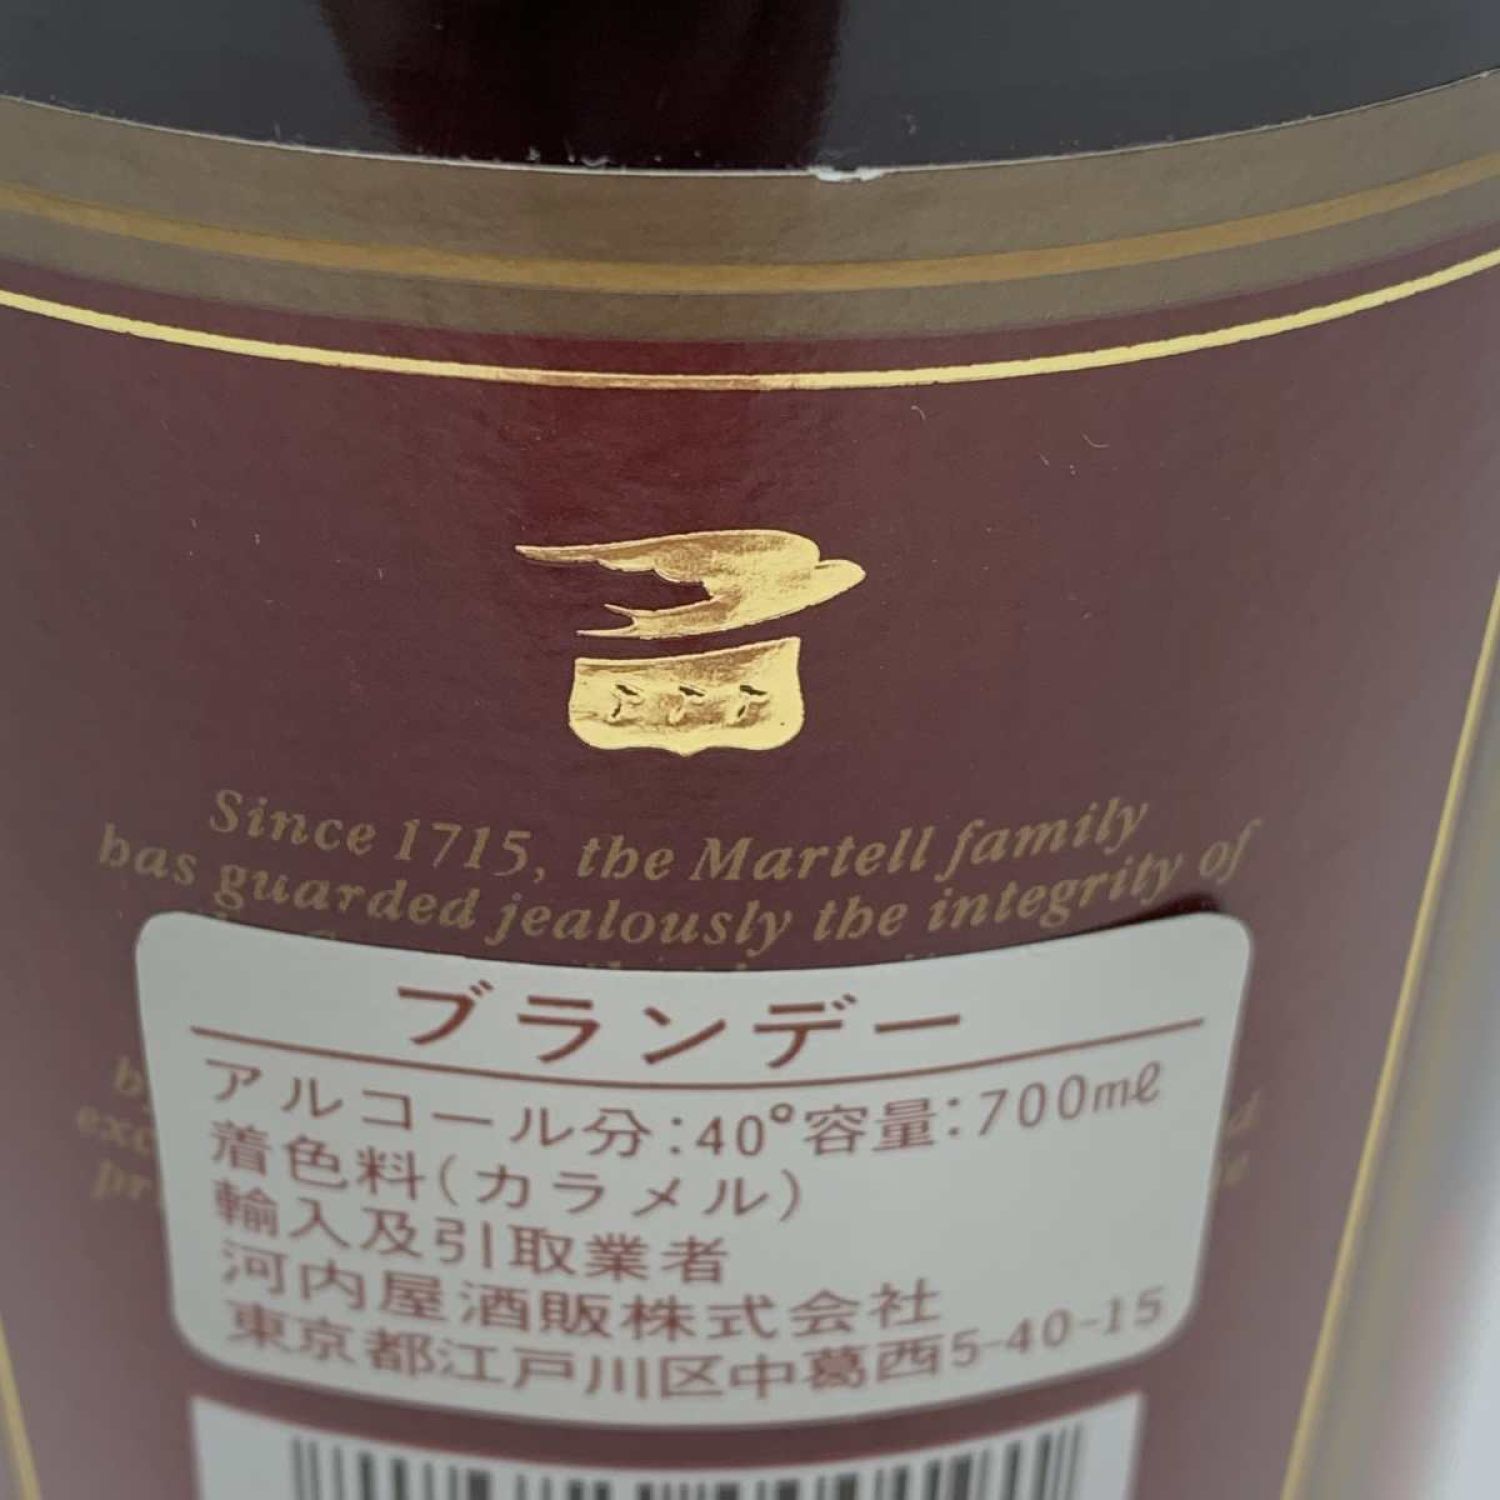 Since 1715, the Martell family
has guarded jealously the integrity of
ブランデー
アルコール分:40°容量:700mℓ
着色料(カラメル)
輸入及引取業者
河内屋酒販株式会社
東京都江戸川区中葛西5-40-15